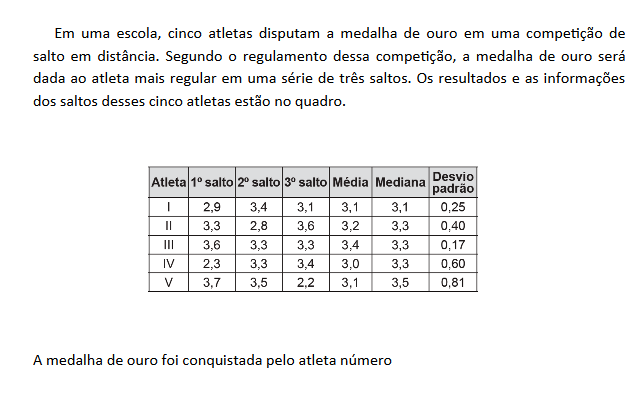 Em uma escola, cinco atletas disputam a medalha de ouro em uma competição de
salto em distância. Segundo o regulamento dessa competição, a medalha de ouro será
dada ao atleta mais regular em uma série de três saltos. Os resultados e as informações
dos saltos desses cinco atletas estão no quadro.
Atleta 1º salto 2º salto 3º salto Média Mediana Desvio padrão
I 2,9 3,4 3,1 3,1 3,1 0,25
II 3,3 2,8 3,6 3,2 3,3 0,40
III 3,6 3,3 3,3 3,4 3,3 0,17
IV 2,3 3,3 3,4 3,0 3,3 0,60
V 3,7 3,5 2,2 3,1 3,5 0,81
A medalha de ouro foi conquistada pelo atleta número